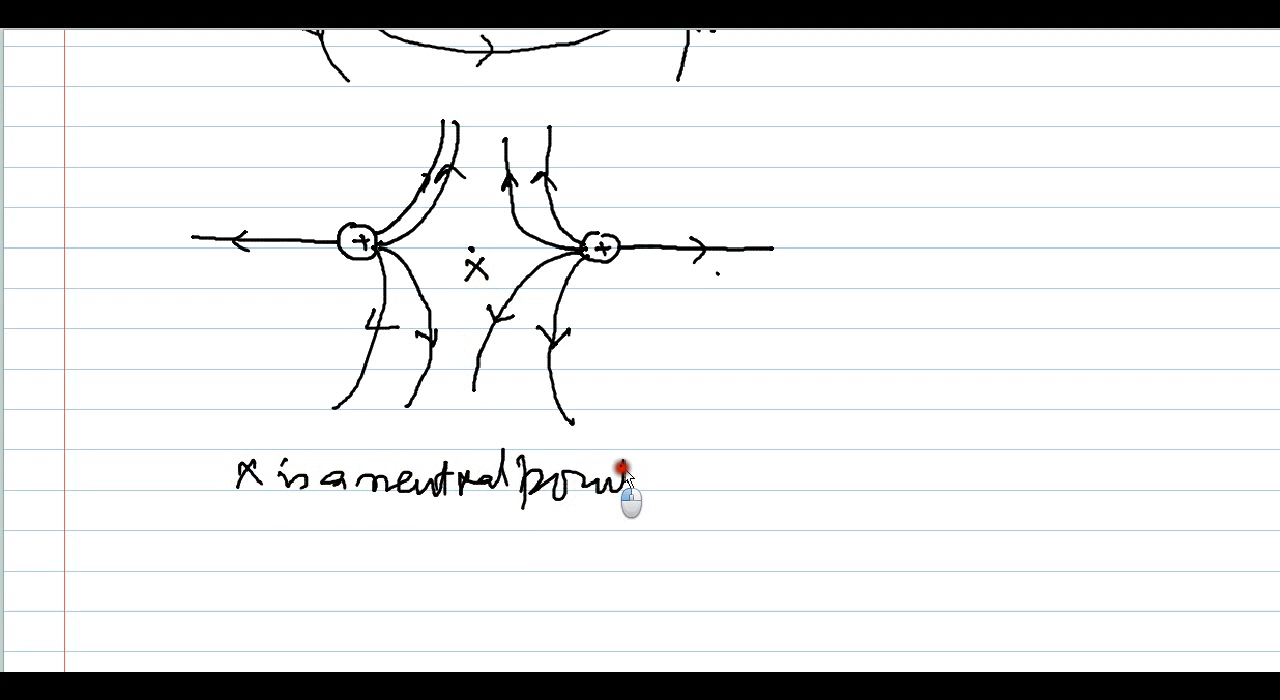 + +
X
X is a neutral point